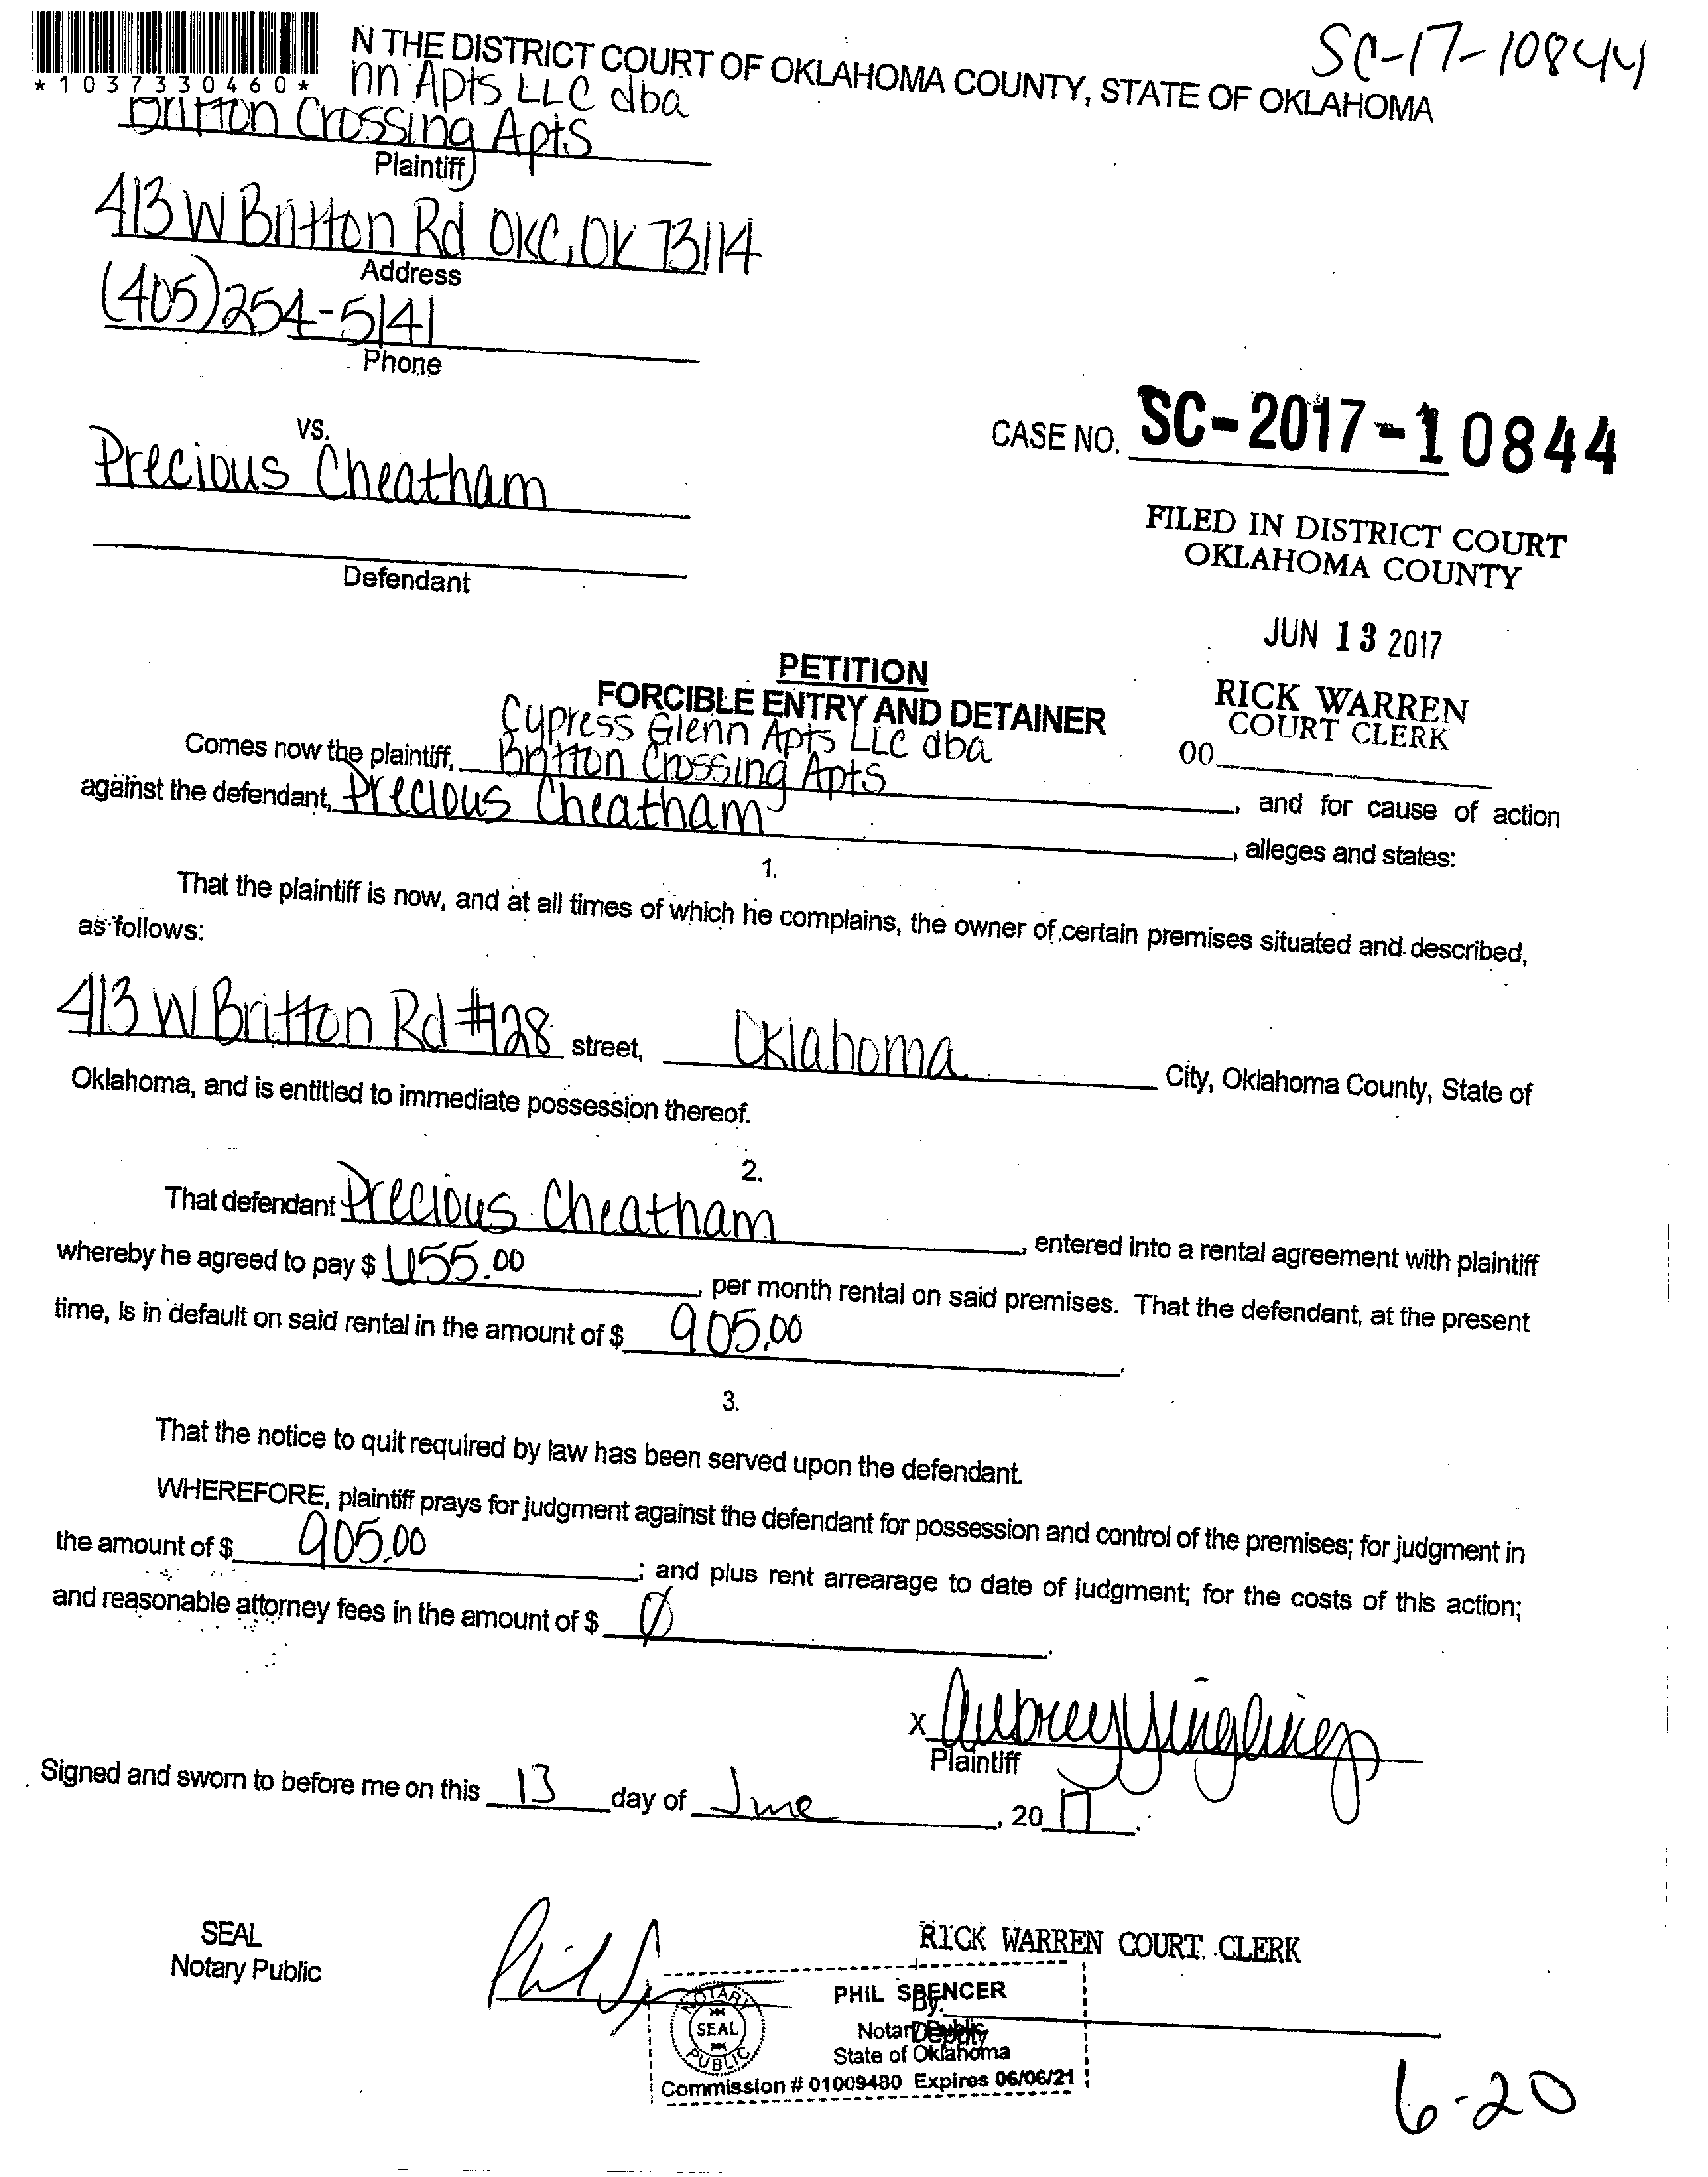 SC-17-10844
*1037330460*
N THE DISTRICT COURT OF OKLAHOMA COUNTY, STATE OF OKLAHOMA
nn Apts LLC dba
Britton Crossing Apts
Plaintiff
413 W Britton Rd OKC, OK 73114
Address
(405)254-5141
Phone
vs.
Precious Cheatham
Defendant
CASE NO. SC-2017-10844
FILED IN DISTRICT COURT
OKLAHOMA COUNTY
JUN 13 2017
RICK WARREN
COURT CLERK
00
PETITION
FORCIBLE ENTRY AND DETAINER
Cypress Glenn Apts LLC dba
Comes now the plaintiff, Britton Crossing Apts, and for cause of action
against the defendant, Precious Cheatham, alleges and states:
1.
That the plaintiff is now, and at all times of which he complains, the owner of certain premises situated and described,
as follows:
413 W Britton Rd #128 street, Oklahoma City, Oklahoma County, State of
Oklahoma, and is entitled to immediate possession thereof.
2.
That defendant Precious Cheatham, entered into a rental agreement with plaintiff
whereby he agreed to pay $ 655.00, per month rental on said premises. That the defendant, at the present
time, is in default on said rental in the amount of $ 905.00.
3.
That the notice to quit required by law has been served upon the defendant.
WHEREFORE, plaintiff prays for judgment against the defendant for possession and control of the premises; for judgment in
the amount of $ 905.00; and plus rent arrearage to date of judgment; for the costs of this action;
and reasonable attorney fees in the amount of $ 0.
x Aubrey Yinglinez
Plaintiff
Signed and sworn to before me on this 13 day of June, 2017.
SEAL
Notary Public
RICK WARREN COURT CLERK
PHIL SPENCER
By.
Notary Public
Deputy
State of Oklahoma
Commission # 01009480 Expires 06/06/21
NOTARY
SEAL
PUBLIC
6-20